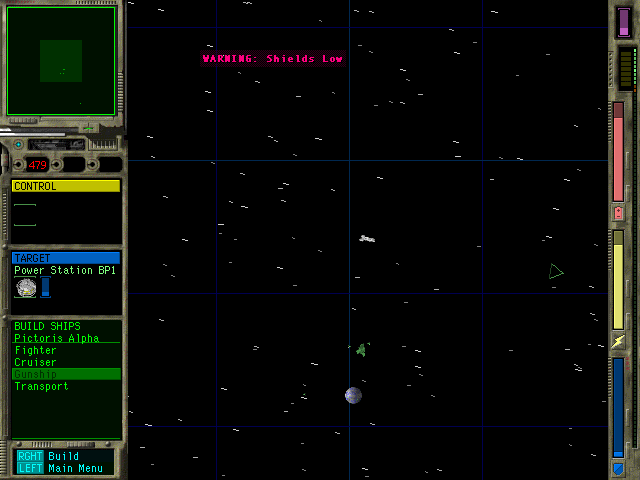 WARNING: Shields Low
479
CONTROL
TARGET
Power Station BP1
BUILD SHIPS
Pictoris Alpha
Fighter
Cruiser
Gunship
Transport
RGHT Build
LEFT Main Menu